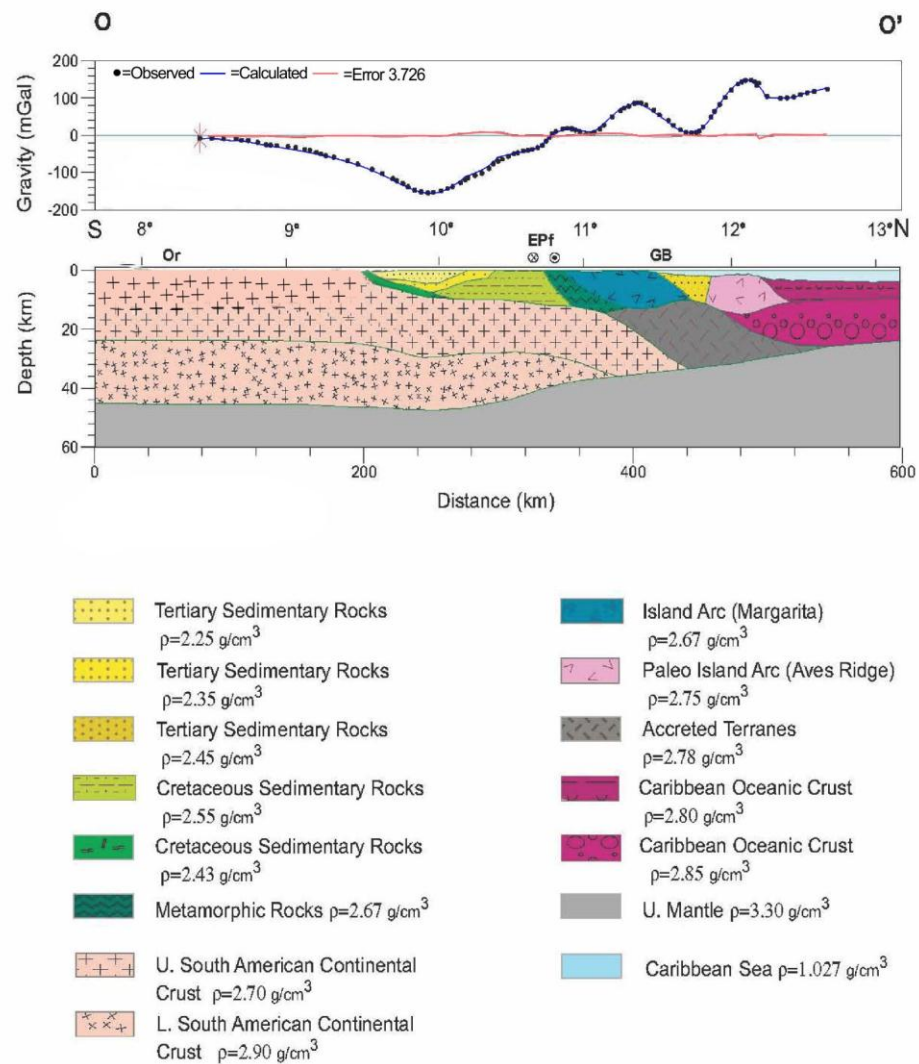 O O'
200
100
0
-100
-200
Gravity (mGal)
=Observed =Calculated =Error 3.726
S 8° 9° 10° 11° 12° 13° N
Or EPf GB
0
20
40
60
Depth (km)
0 200 400 600
Distance (km)
Tertiary Sedimentary Rocks
ρ=2.25 g/cm³
Tertiary Sedimentary Rocks
ρ=2.35 g/cm³
Tertiary Sedimentary Rocks
ρ=2.45 g/cm³
Cretaceous Sedimentary Rocks
ρ=2.55 g/cm³
Cretaceous Sedimentary Rocks
ρ=2.43 g/cm³
Metamorphic Rocks ρ=2.67 g/cm³
U. South American Continental
Crust ρ=2.70 g/cm³
L. South American Continental
Crust ρ=2.90 g/cm³
Island Arc (Margarita)
ρ=2.67 g/cm³
Paleo Island Arc (Aves Ridge)
ρ=2.75 g/cm³
Accreted Terranes
ρ=2.78 g/cm³
Caribbean Oceanic Crust
ρ=2.80 g/cm³
Caribbean Oceanic Crust
ρ=2.85 g/cm³
U. Mantle ρ=3.30 g/cm³
Caribbean Sea ρ=1.027 g/cm³